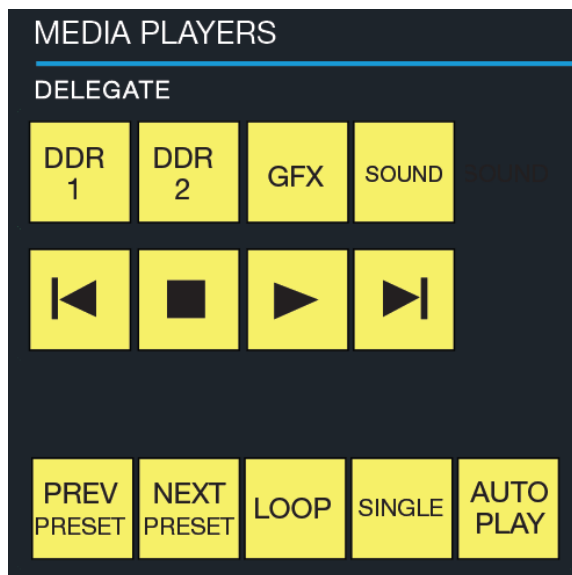 MEDIA PLAYERS
DELEGATE
DDR 1
DDR 2
GFX
SOUND
SOUND
PREV PRESET
NEXT PRESET
LOOP
SINGLE
AUTO PLAY